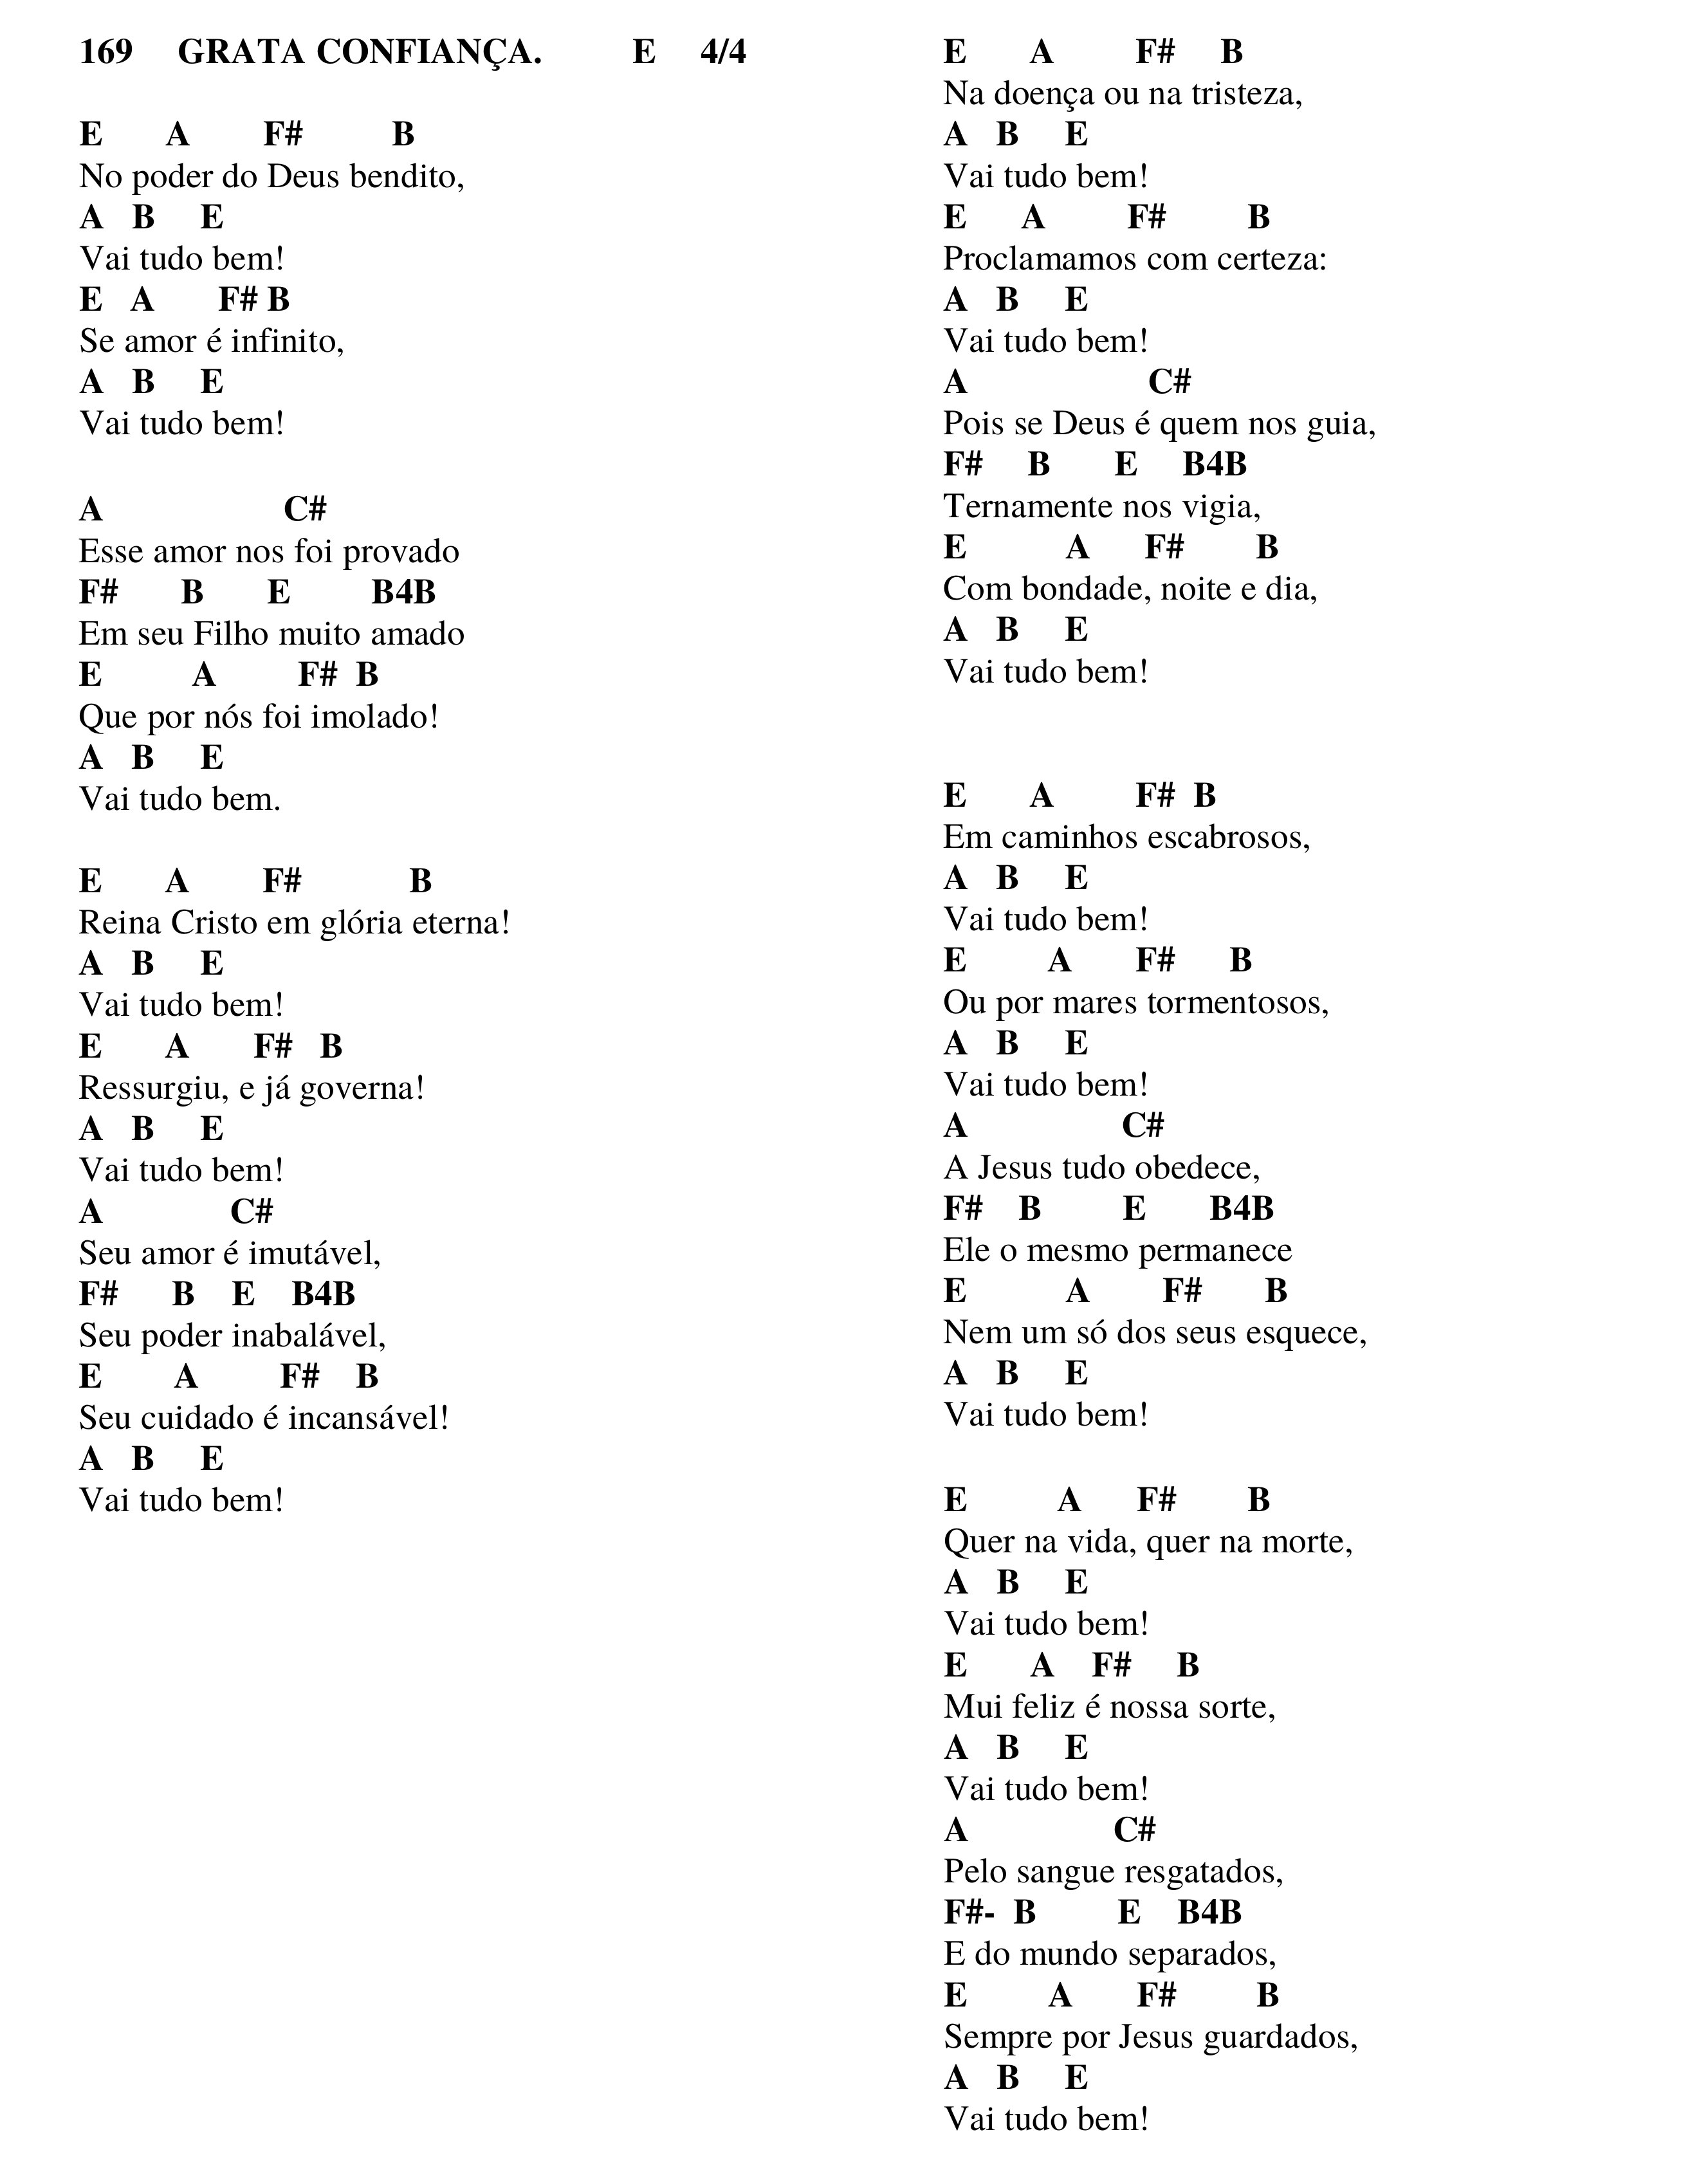 169 GRATA CONFIANÇA. E 4/4
E A F# B
No poder do Deus bendito,
A B E
Vai tudo bem!
E A F# B
Se amor é infinito,
A B E
Vai tudo bem!
A C#
Esse amor nos foi provado
F# B E B4B
Em seu Filho muito amado
E A F# B
Que por nós foi imolado!
A B E
Vai tudo bem.
E A F# B
Reina Cristo em glória eterna!
A B E
Vai tudo bem!
E A F# B
Ressurgiu, e já governa!
A B E
Vai tudo bem!
A C#
Seu amor é imutável,
F# B E B4B
Seu poder inabalável,
E A F# B
Seu cuidado é incansável!
A B E
Vai tudo bem!
E A F# B
Na doença ou na tristeza,
A B E
Vai tudo bem!
E A F# B
Proclamamos com certeza:
A B E
Vai tudo bem!
A C#
Pois se Deus é quem nos guia,
F# B E B4B
Ternamente nos vigia,
E A F# B
Com bondade, noite e dia,
A B E
Vai tudo bem!
E A F# B
Em caminhos escabrosos,
A B E
Vai tudo bem!
E A F# B
Ou por mares tormentosos,
A B E
Vai tudo bem!
A C#
A Jesus tudo obedece,
F# B E B4B
Ele o mesmo permanece
E A F# B
Nem um só dos seus esquece,
A B E
Vai tudo bem!
E A F# B
Quer na vida, quer na morte,
A B E
Vai tudo bem!
E A F# B
Mui feliz é nossa sorte,
A B E
Vai tudo bem!
A C#
Pelo sangue resgatados,
F#- B E B4B
E do mundo separados,
E A F# B
Sempre por Jesus guardados,
A B E
Vai tudo bem!